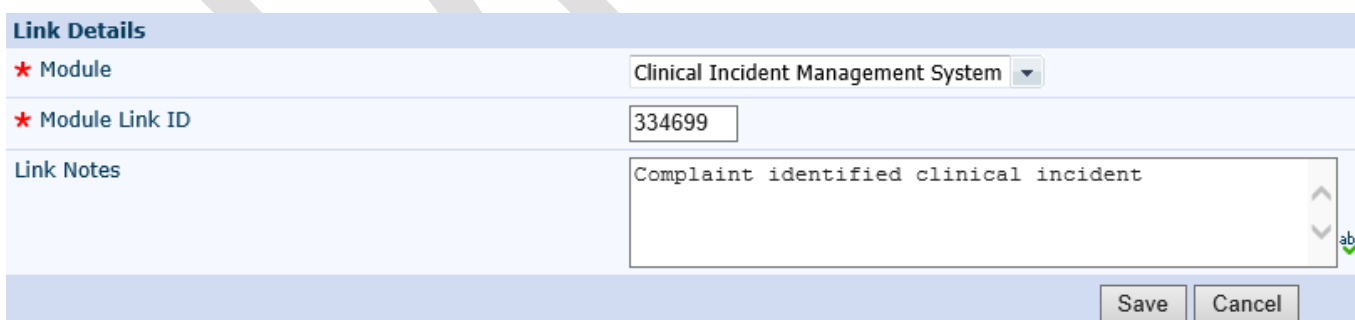 Link Details
★ Module
Clinical Incident Management System
★ Module Link ID
334699
Link Notes
Complaint identified clinical incident
ab
Save Cancel